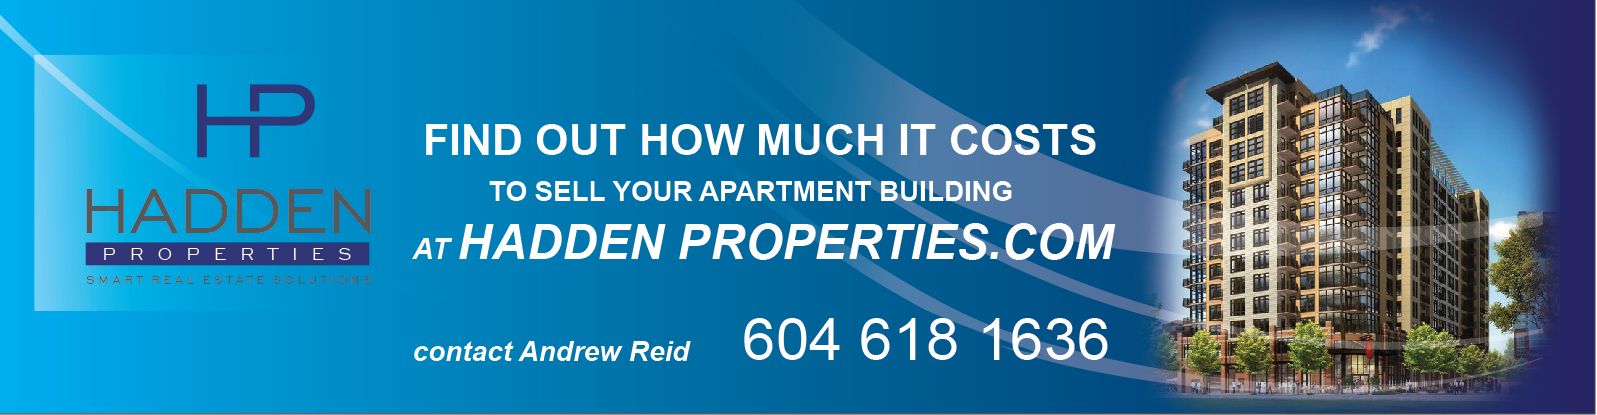 HP
HADDEN
PROPERTIES
SMART REAL ESTATE SOLUTIONS
FIND OUT HOW MUCH IT COSTS
TO SELL YOUR APARTMENT BUILDING
AT HADDEN PROPERTIES.COM
contact Andrew Reid 604 618 1636